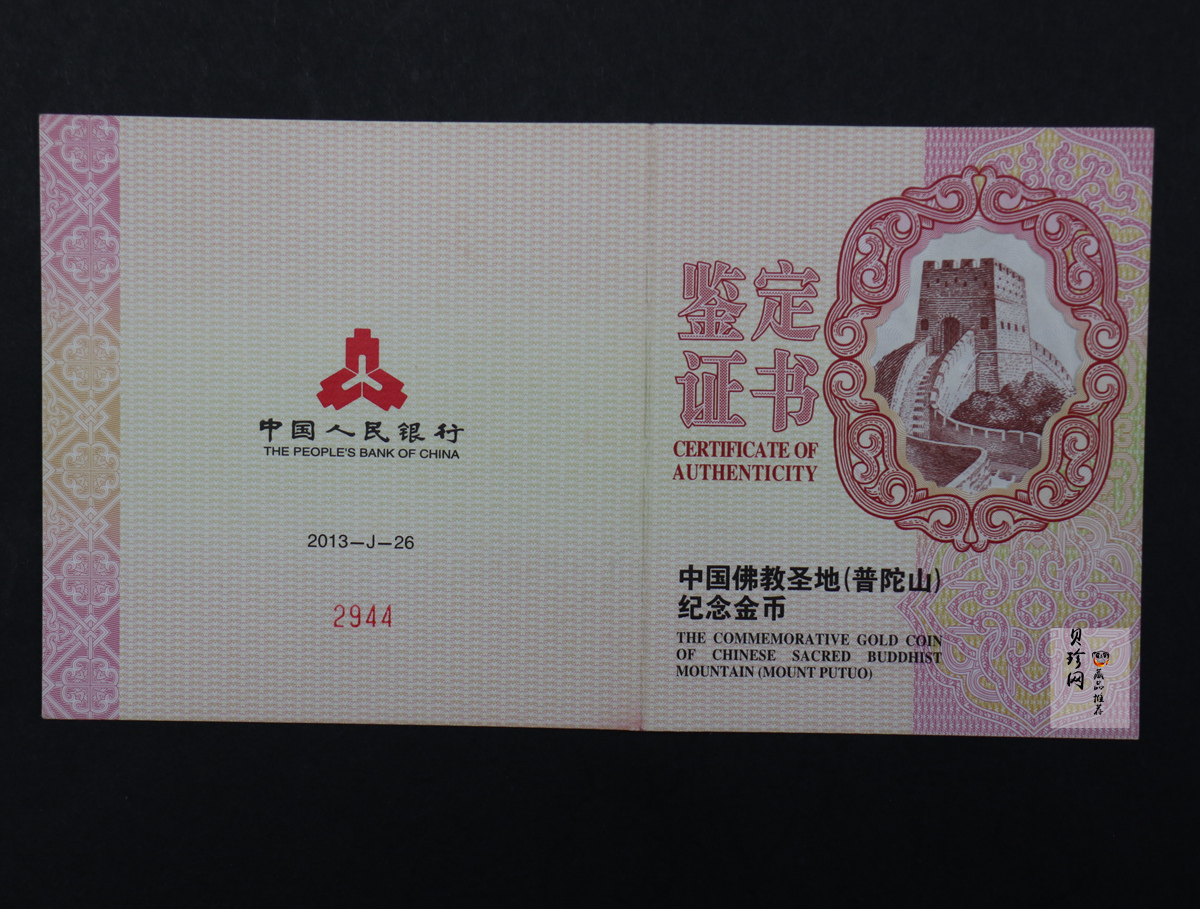 中国人民银行
THE PEOPLE'S BANK OF CHINA
2013—J—26
2944
鉴定
证书
CERTIFICATE OF
AUTHENTICITY
中国佛教圣地(普陀山)
纪念金币
THE COMMEMORATIVE GOLD COIN
OF CHINESE SACRED BUDDHIST
MOUNTAIN (MOUNT PUTUO)
贝珍网
藏品推荐